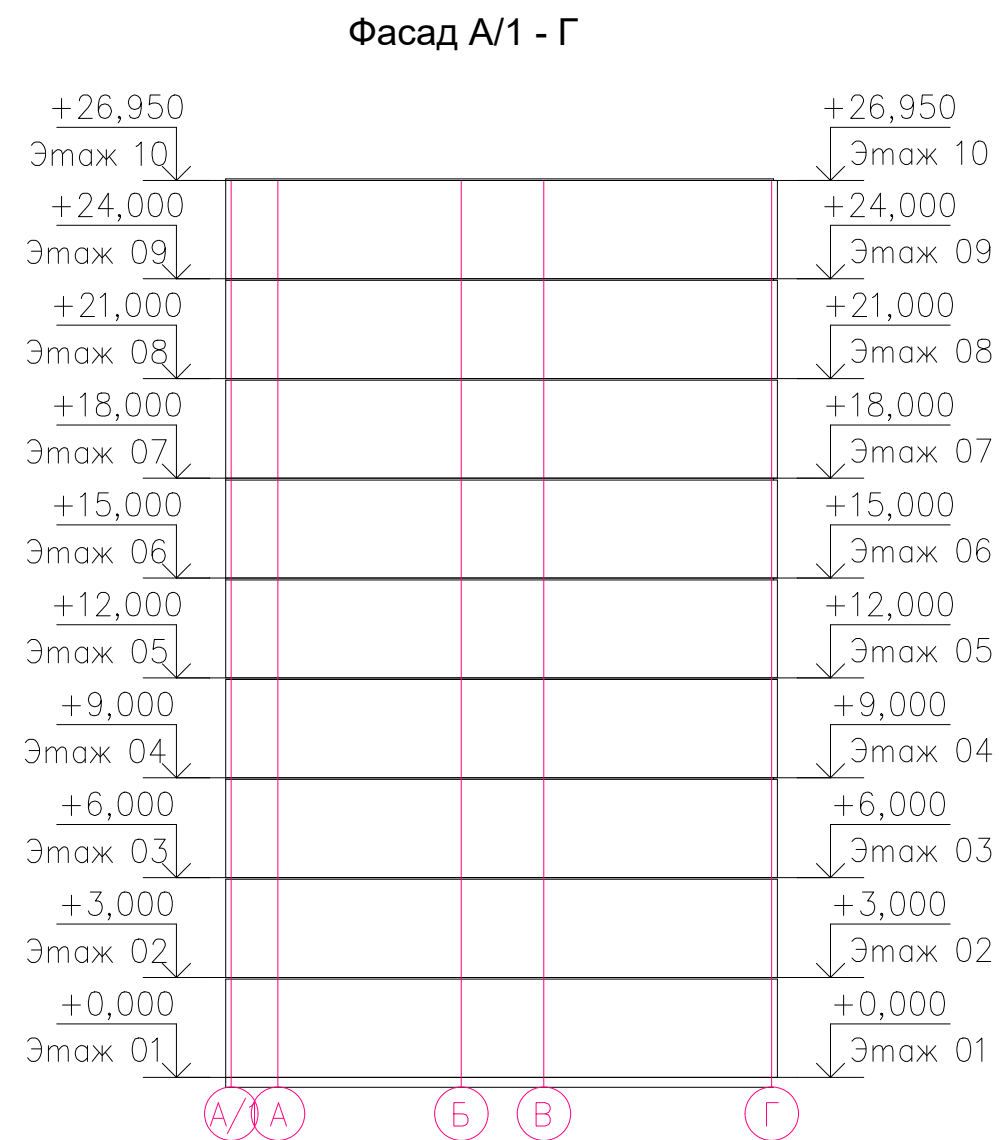 Фасад А/1 - Г
+26,950 +26,950
Этаж 10 Этаж 10
+24,000 +24,000
Этаж 09 Этаж 09
+21,000 +21,000
Этаж 08 Этаж 08
+18,000 +18,000
Этаж 07 Этаж 07
+15,000 +15,000
Этаж 06 Этаж 06
+12,000 +12,000
Этаж 05 Этаж 05
+9,000 +9,000
Этаж 04 Этаж 04
+6,000 +6,000
Этаж 03 Этаж 03
+3,000 +3,000
Этаж 02 Этаж 02
+0,000 +0,000
Этаж 01 Этаж 01
А/1 А Б В Г